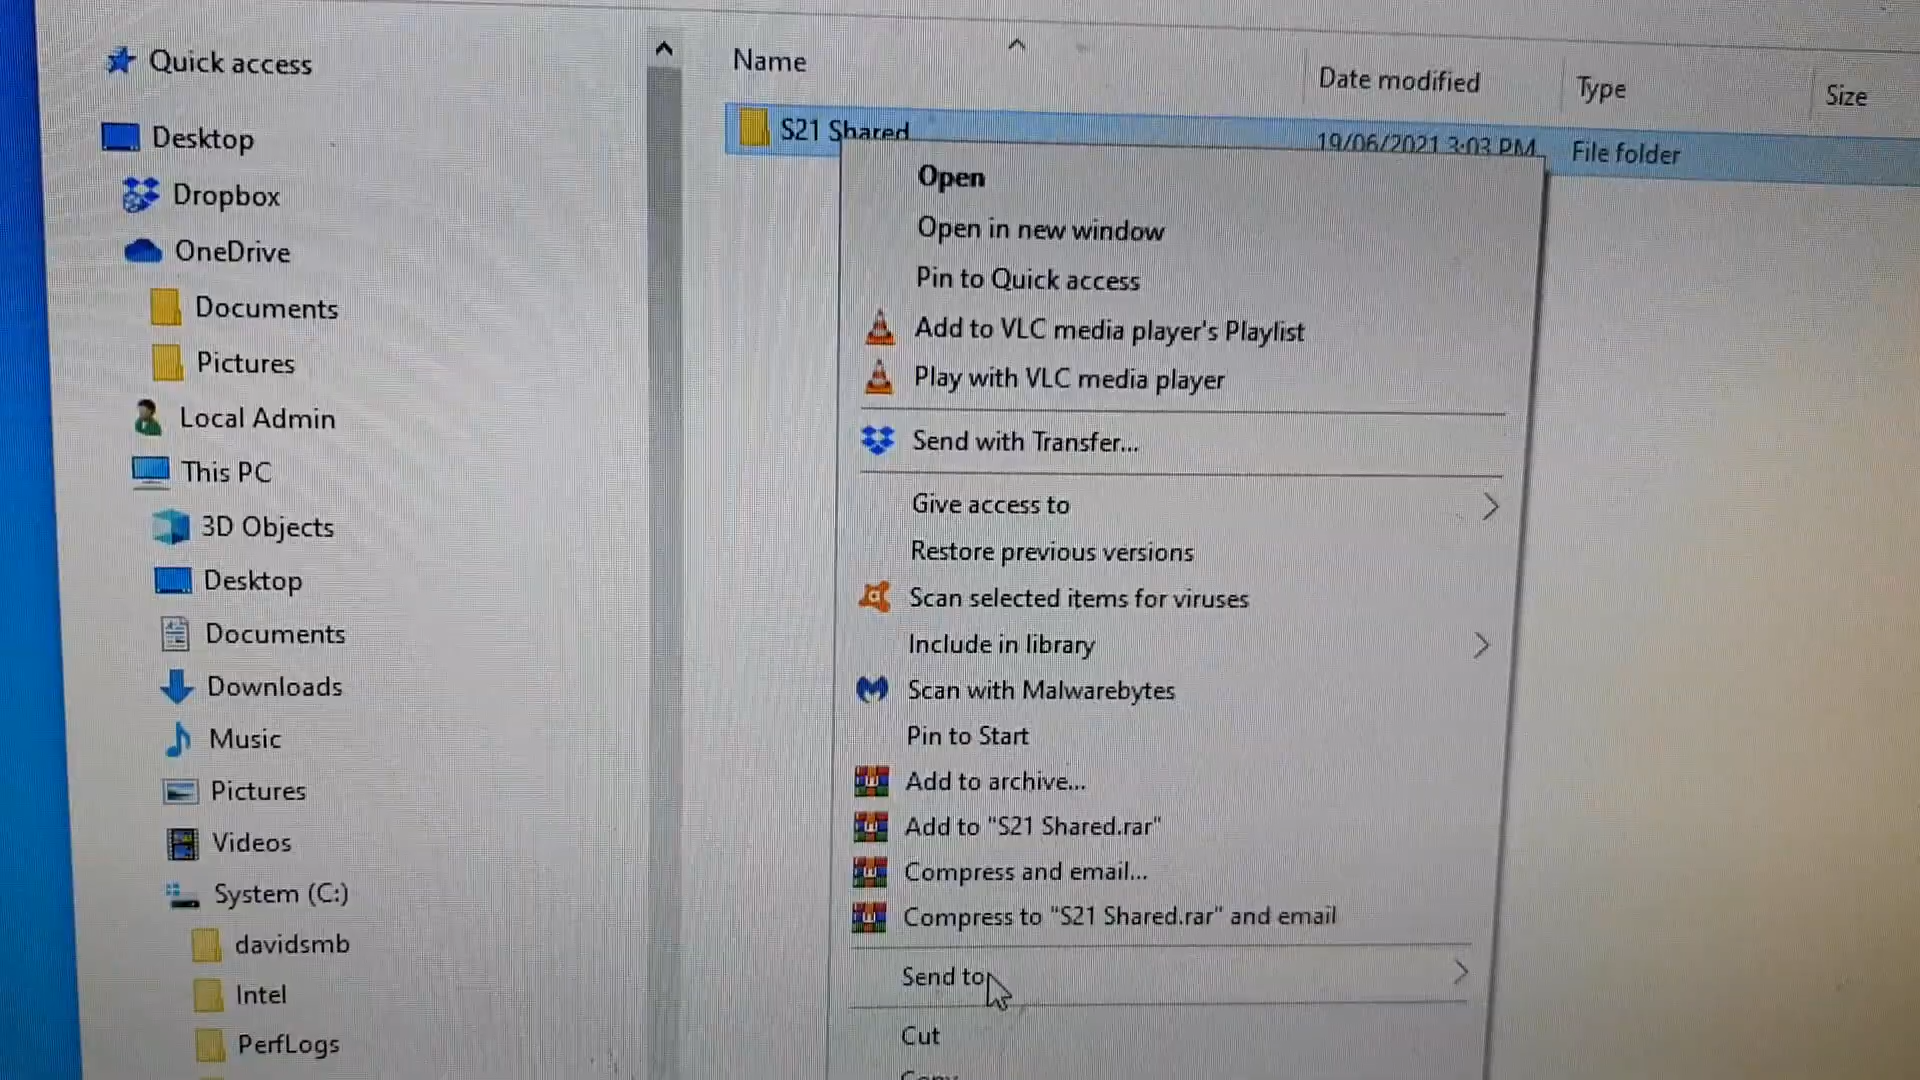 Quick access
Desktop
Dropbox
OneDrive
Documents
Pictures
Local Admin
This PC
3D Objects
Desktop
Documents
Downloads
Music
Pictures
Videos
System (C:)
davidsmb
Intel
PerfLogs
Name
Date modified
Type
Size
S21 Shared
19/06/2021 3:03 PM
File folder
Open
Open in new window
Pin to Quick access
Add to VLC media player's Playlist
Play with VLC media player
Send with Transfer...
Give access to
Restore previous versions
Scan selected items for viruses
Include in library
Scan with Malwarebytes
Pin to Start
Add to archive...
Add to "S21 Shared.rar"
Compress and email...
Compress to "S21 Shared.rar" and email
Send to
Cut
Copy